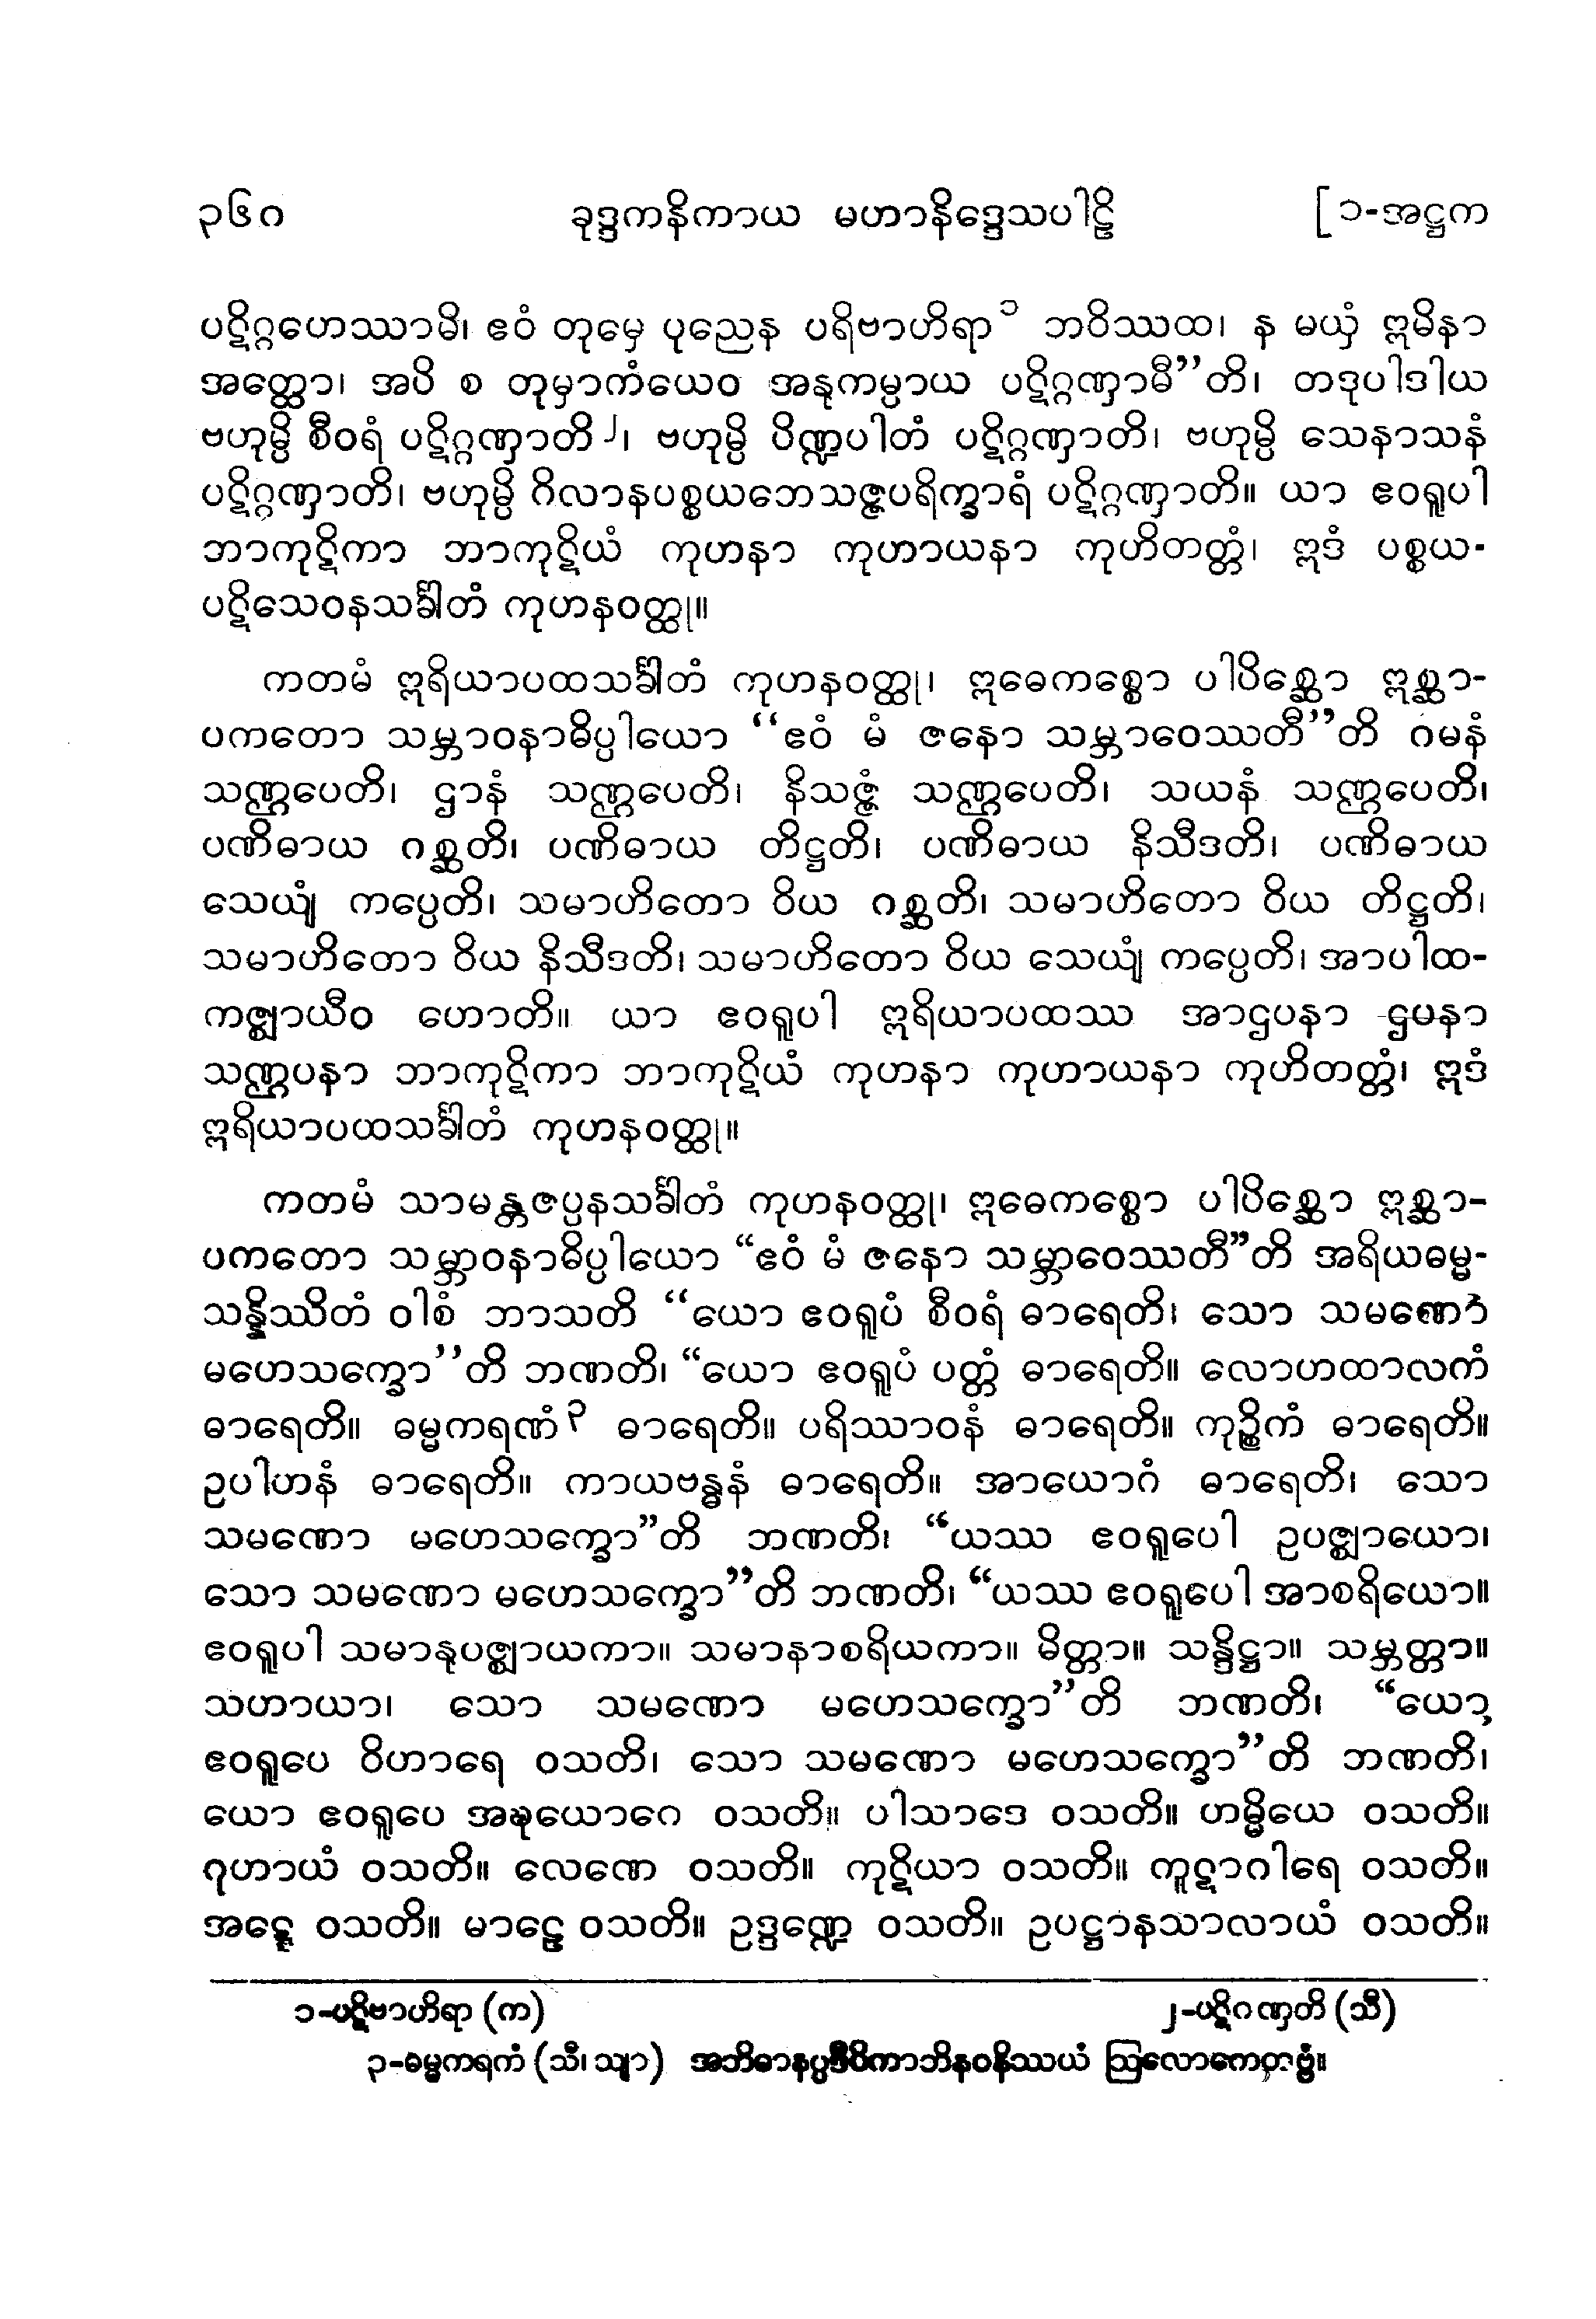 ၃၆၈ ခုဒ္ဒကနိကာယ မဟာနိဒ္ဒေသပါဠိ [၁-အဋ္ဌက
ပဋိဂ္ဂဟေဿာမိ၊ ဧဝံ တုမှေ ပုညေန ပရိဗာဟိရာ ၁ ဘဝိဿထ၊ န မယှံ ဣမိနာ
အတ္ထော၊ အပိ စ တုမှာကံယေဝ အနုကမ္ပာယ ပဋိဂ္ဂဏှာမီ”တိ၊ တဒုပါဒါယ
ဗဟုမ္ပိ စီဝရံ ပဋိဂ္ဂဏှာတိ ၂၊ ဗဟုမ္ပိ ပိဏ္ဍပါတံ ပဋိဂ္ဂဏှာတိ၊ ဗဟုမ္ပိ သေနာသနံ
ပဋိဂ္ဂဏှာတိ၊ ဗဟုမ္ပိ ဂိလာနပစ္စယဘေသဇ္ဇပရိက္ခာရံ ပဋိဂ္ဂဏှာတိ။ ယာ ဧဝရူပါ
ဘာကုဋိကာ ဘာကုဋိယံ ကုဟနာ ကုဟာယနာ ကုဟိတတ္တံ၊ ဣဒံ ပစ္စယ-
ပဋိသေဝနသင်္ခါတံ ကုဟနဝတ္ထု။
ကတမံ ဣရိယာပထသင်္ခါတံ ကုဟနဝတ္ထု၊ ဣဓေကစ္စော ပါပိစ္ဆော ဣစ္ဆာ-
ပကတော သမ္ဘာဝနာဓိပ္ပါယော “ဧဝံ မံ ဇနော သမ္ဘာဝေဿတီ”တိ ဂမနံ
သဏ္ဌပေတိ၊ ဌာနံ သဏ္ဌပေတိ၊ နိသဇ္ဇံ သဏ္ဌပေတိ၊ သယနံ သဏ္ဌပေတိ၊
ပဏိဓာယ ဂစ္ဆတိ၊ ပဏိဓာယ တိဋ္ဌတိ၊ ပဏိဓာယ နိသီဒတိ၊ ပဏိဓာယ
သေယျံ ကပ္ပေတိ၊ သမာဟိတော ဝိယ ဂစ္ဆတိ၊ သမာဟိတော ဝိယ တိဋ္ဌတိ၊
သမာဟိတော ဝိယ နိသီဒတိ၊ သမာဟိတော ဝိယ သေယျံ ကပ္ပေတိ၊ အာပါထ-
ကဇ္ဈာယီဝ ဟောတိ။ ယာ ဧဝရူပါ ဣရိယာပထဿ အာဌပနာ ဌပနာ
သဏ္ဌပနာ ဘာကုဋိကာ ဘာကုဋိယံ ကုဟနာ ကုဟာယနာ ကုဟိတတ္တံ၊ ဣဒံ
ဣရိယာပထသင်္ခါတံ ကုဟနဝတ္ထု။
ကတမံ သာမန္တဇပ္ပနသင်္ခါတံ ကုဟနဝတ္ထု၊ ဣဓေကစ္စော ပါပိစ္ဆော ဣစ္ဆာ-
ပကတော သမ္ဘာဝနာဓိပ္ပါယော “ဧဝံ မံ ဇနော သမ္ဘာဝေဿတီ”တိ အရိယဓမ္မ-
သန္နိဿိတံ ဝါစံ ဘာသတိ “ယော ဧဝရူပံ စီဝရံ ဓာရေတိ၊ သော သမဏော
မဟေသက္ခော”တိ ဘဏတိ၊ “ယော ဧဝရူပံ ပတ္တံ ဓာရေတိ။ လောဟထာလကံ
ဓာရေတိ။ ဓမ္မကရဏံ ၃ ဓာရေတိ။ ပရိဿာဝနံ ဓာရေတိ။ ကုဉ္စိကံ ဓာရေတိ။
ဥပါဟနံ ဓာရေတိ။ ကာယဗန္ဓနံ ဓာရေတိ။ အာယောဂံ ဓာရေတိ၊ သော
သမဏော မဟေသက္ခော”တိ ဘဏတိ၊ “ယဿ ဧဝရူပေါ ဥပဇ္ဈာယော၊
သော သမဏော မဟေသက္ခော”တိ ဘဏတိ၊ “ယဿ ဧဝရူပေါ အာစရိယော။
ဧဝရူပါ သမာနုပဇ္ဈာယကာ။ သမာနာစရိယကာ။ မိတ္တာ။ သန္ဒိဋ္ဌာ။ သမ္ဘတ္တာ။
သဟာယာ၊ သော သမဏော မဟေသက္ခော”တိ ဘဏတိ၊ “ယော
ဧဝရူပေ ဝိဟာရေ ဝသတိ၊ သော သမဏော မဟေသက္ခော”တိ ဘဏတိ၊
ယော ဧဝရူပေ အဍ္ဎယောဂေ ဝသတိ။ ပါသာဒေ ဝသတိ။ ဟမ္မိယေ ဝသတိ။
ဂုဟာယံ ဝသတိ။ လေဏေ ဝသတိ။ ကုဋိယာ ဝသတိ။ ကူဋာဂါရေ ဝသတိ။
အဋ္ဋေ ဝသတိ။ မာဠေ ဝသတိ။ ဥဒ္ဒဏ္ဍေ ဝသတိ။ ဥပဋ္ဌာနသာလာယံ ဝသတိ။
၁-ပဋိဗာဟိရာ (က) ၂-ပဋိဂဏှတိ (သီ)
၃-ဓမ္မကရကံ (သီ၊ သျာ) အဘိဓာနပ္ပဒီပိကာဘိနဝနိဿယံ ဩလောကေတဗ္ဗံ။